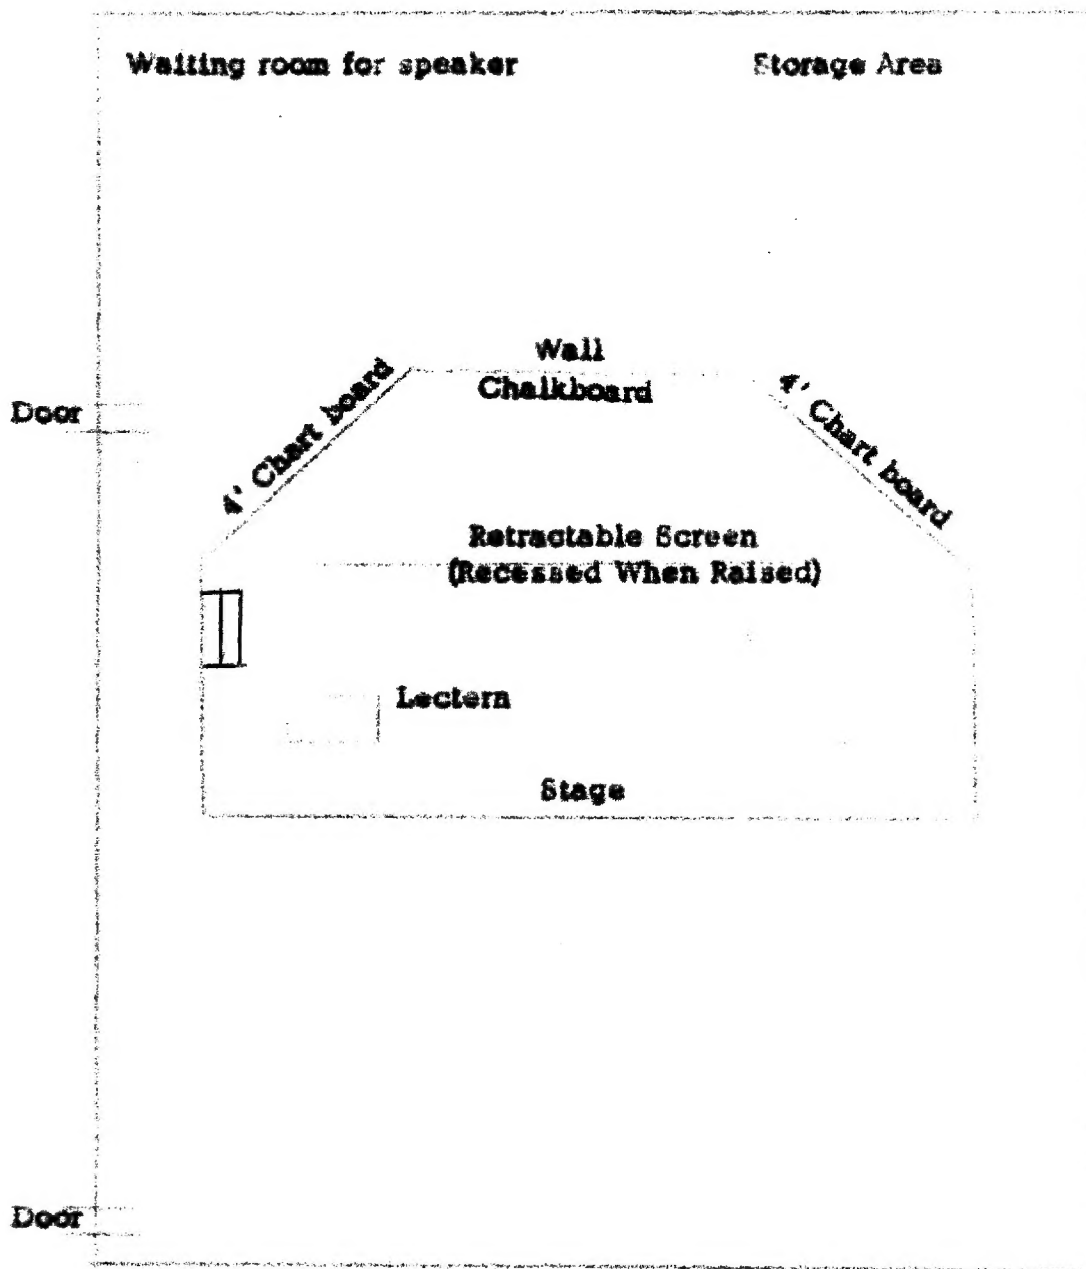 Waiting room for speaker
Storage Area
Wall
Chalkboard
4' Chart board
4' Chart board
Door
Retractable Screen
(Recessed When Raised)
Lectern
Stage
Door